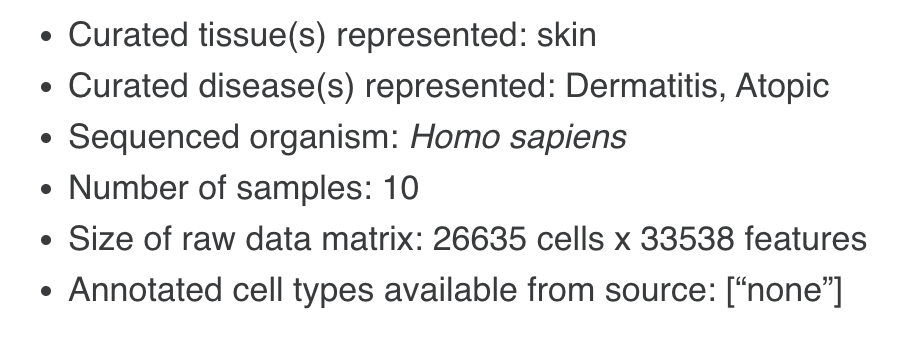 • Curated tissue(s) represented: skin
• Curated disease(s) represented: Dermatitis, Atopic
• Sequenced organism: Homo sapiens
• Number of samples: 10
• Size of raw data matrix: 26635 cells x 33538 features
• Annotated cell types available from source: [“none”]